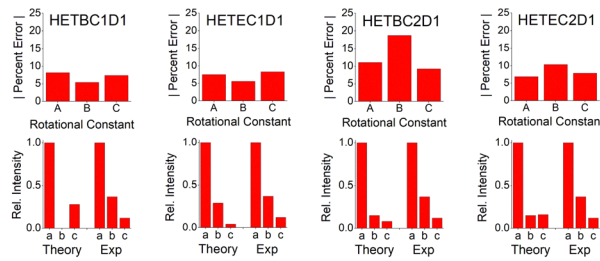 HETBC1D1
| Percent Error |
25
20
15
10
5
0
A B C
Rotational Constant
HETEC1D1
| Percent Error |
25
20
15
10
5
0
A B C
Rotational Constant
HETBC2D1
| Percent Error |
25
20
15
10
5
0
A B C
Rotational Constant
HETEC2D1
| Percent Error |
25
20
15
10
5
0
A B C
Rotational Constant
Rel. Intensity
1.0
0.5
0.0
a b c a b c
Theory Exp
Rel. Intensity
1.0
0.5
0.0
a b c a b c
Theory Exp
Rel. Intensity
1.0
0.5
0.0
a b c a b c
Theory Exp
Rel. Intensity
1.0
0.5
0.0
a b c a b c
Theory Exp